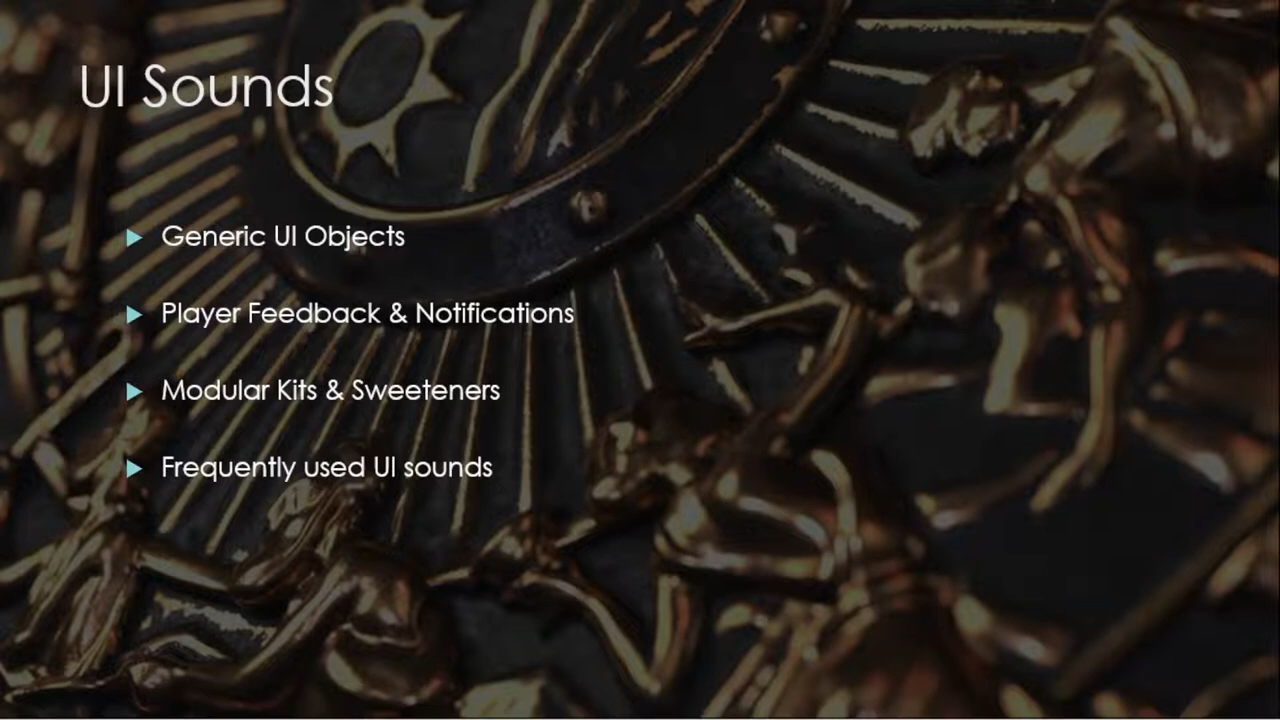 UI Sounds
Generic UI Objects
Player Feedback & Notifications
Modular Kits & Sweeteners
Frequently used UI sounds